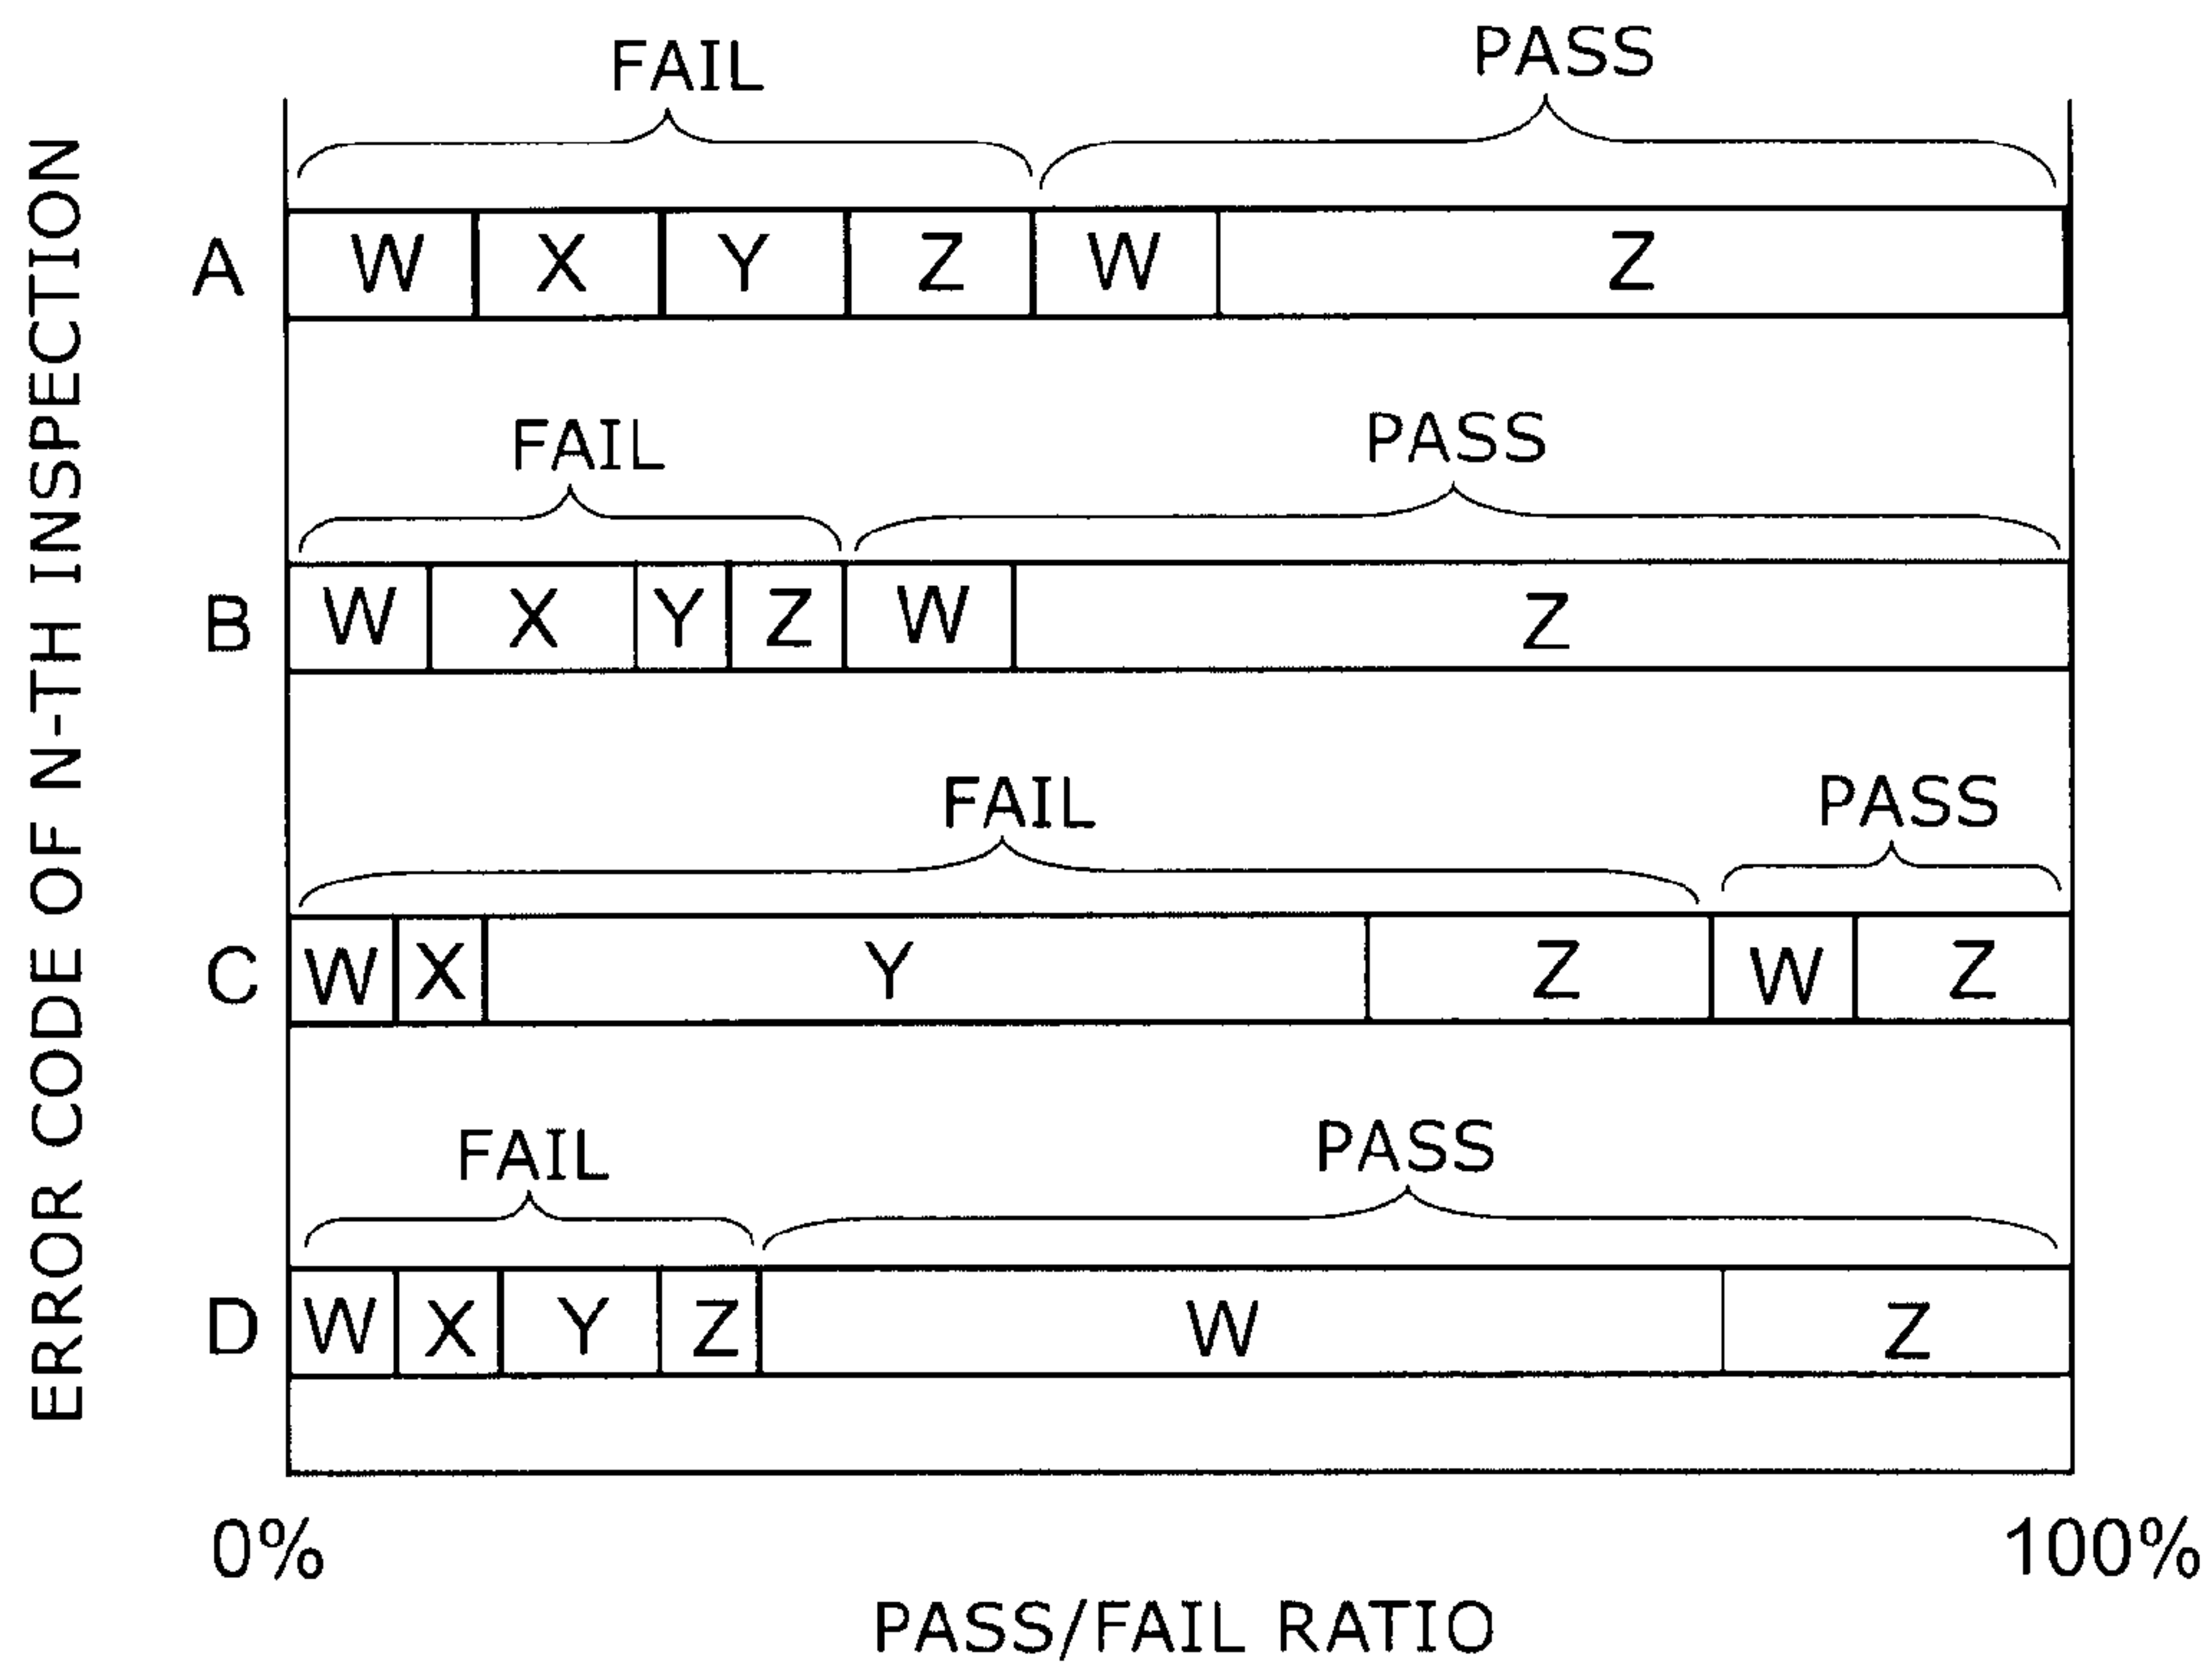 ERROR CODE OF N-TH INSPECTION
FAIL PASS
A W X Y Z W Z
FAIL PASS
B W X Y Z W Z
FAIL PASS
C W X Y Z W Z
FAIL PASS
D W X Y Z W Z
0% 100%
PASS/FAIL RATIO